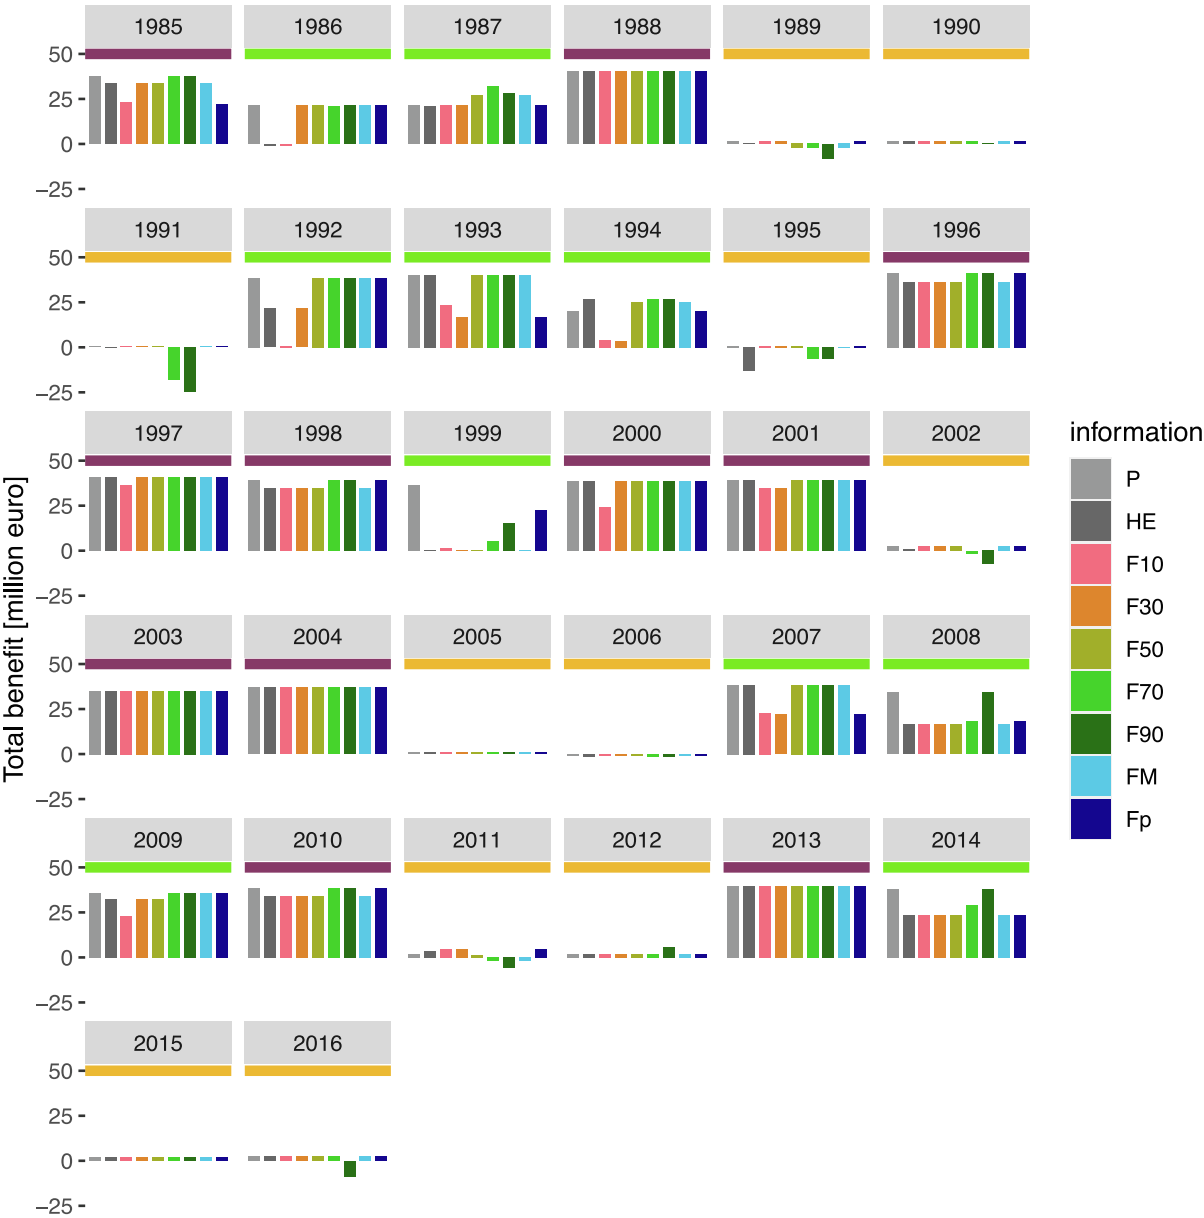 1985 1986 1987 1988 1989 1990
50
25
0
−25
1991 1992 1993 1994 1995 1996
50
25
0
−25
1997 1998 1999 2000 2001 2002
50
25
0
−25
2003 2004 2005 2006 2007 2008
50
25
0
−25
2009 2010 2011 2012 2013 2014
50
25
0
−25
2015 2016
50
25
0
−25
Total benefit [million euro]
information
P
HE
F10
F30
F50
F70
F90
FM
Fp